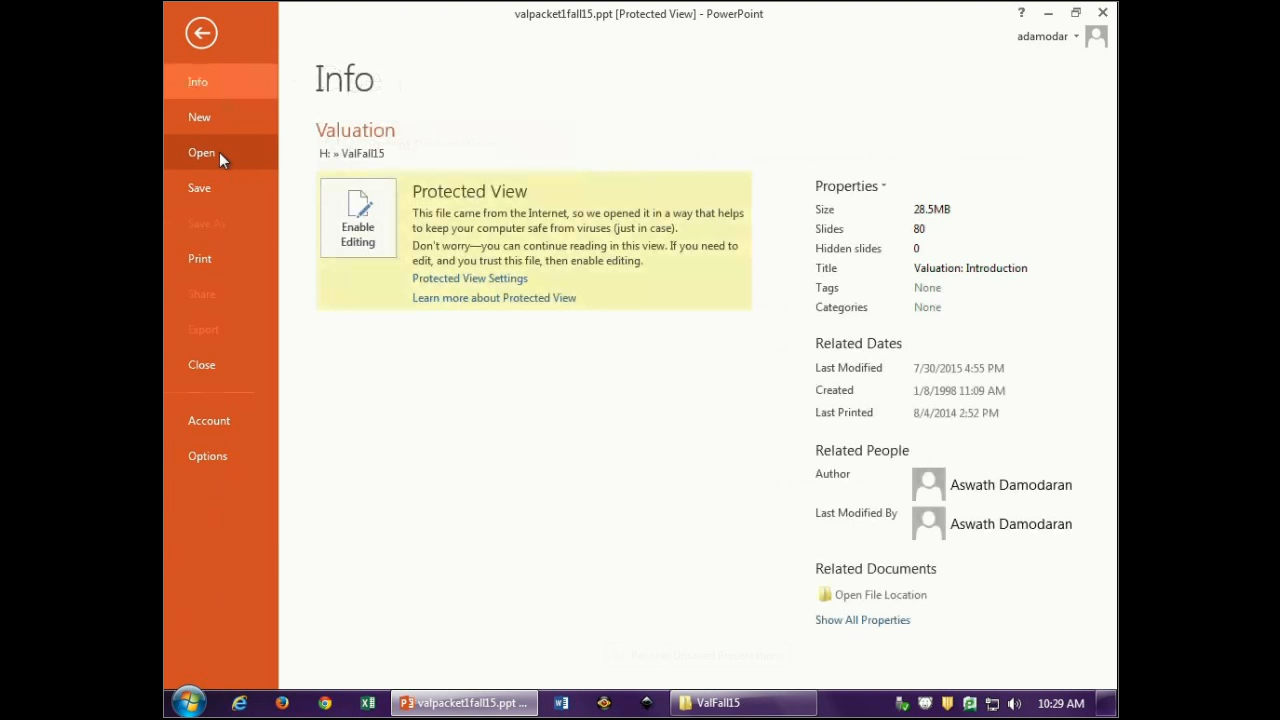 valpacket1fall15.ppt [Protected View] - PowerPoint
?
adamodar
Info
New
Open
Save
Save As
Print
Share
Export
Close
Account
Options
Info
Valuation
H: » ValFall15
Enable
Editing
Protected View
This file came from the Internet, so we opened it in a way that helps
to keep your computer safe from viruses (just in case).
Don't worry—you can continue reading in this view. If you need to
edit, and you trust this file, then enable editing.
Protected View Settings
Learn more about Protected View
Properties
Size 28.5MB
Slides 80
Hidden slides 0
Title Valuation: Introduction
Tags None
Categories None
Related Dates
Last Modified 7/30/2015 4:55 PM
Created 1/8/1998 11:09 AM
Last Printed 8/4/2014 2:52 PM
Related People
Author Aswath Damodaran
Last Modified By Aswath Damodaran
Related Documents
Open File Location
Show All Properties
valpacket1fall15.ppt ...
ValFall15
10:29 AM